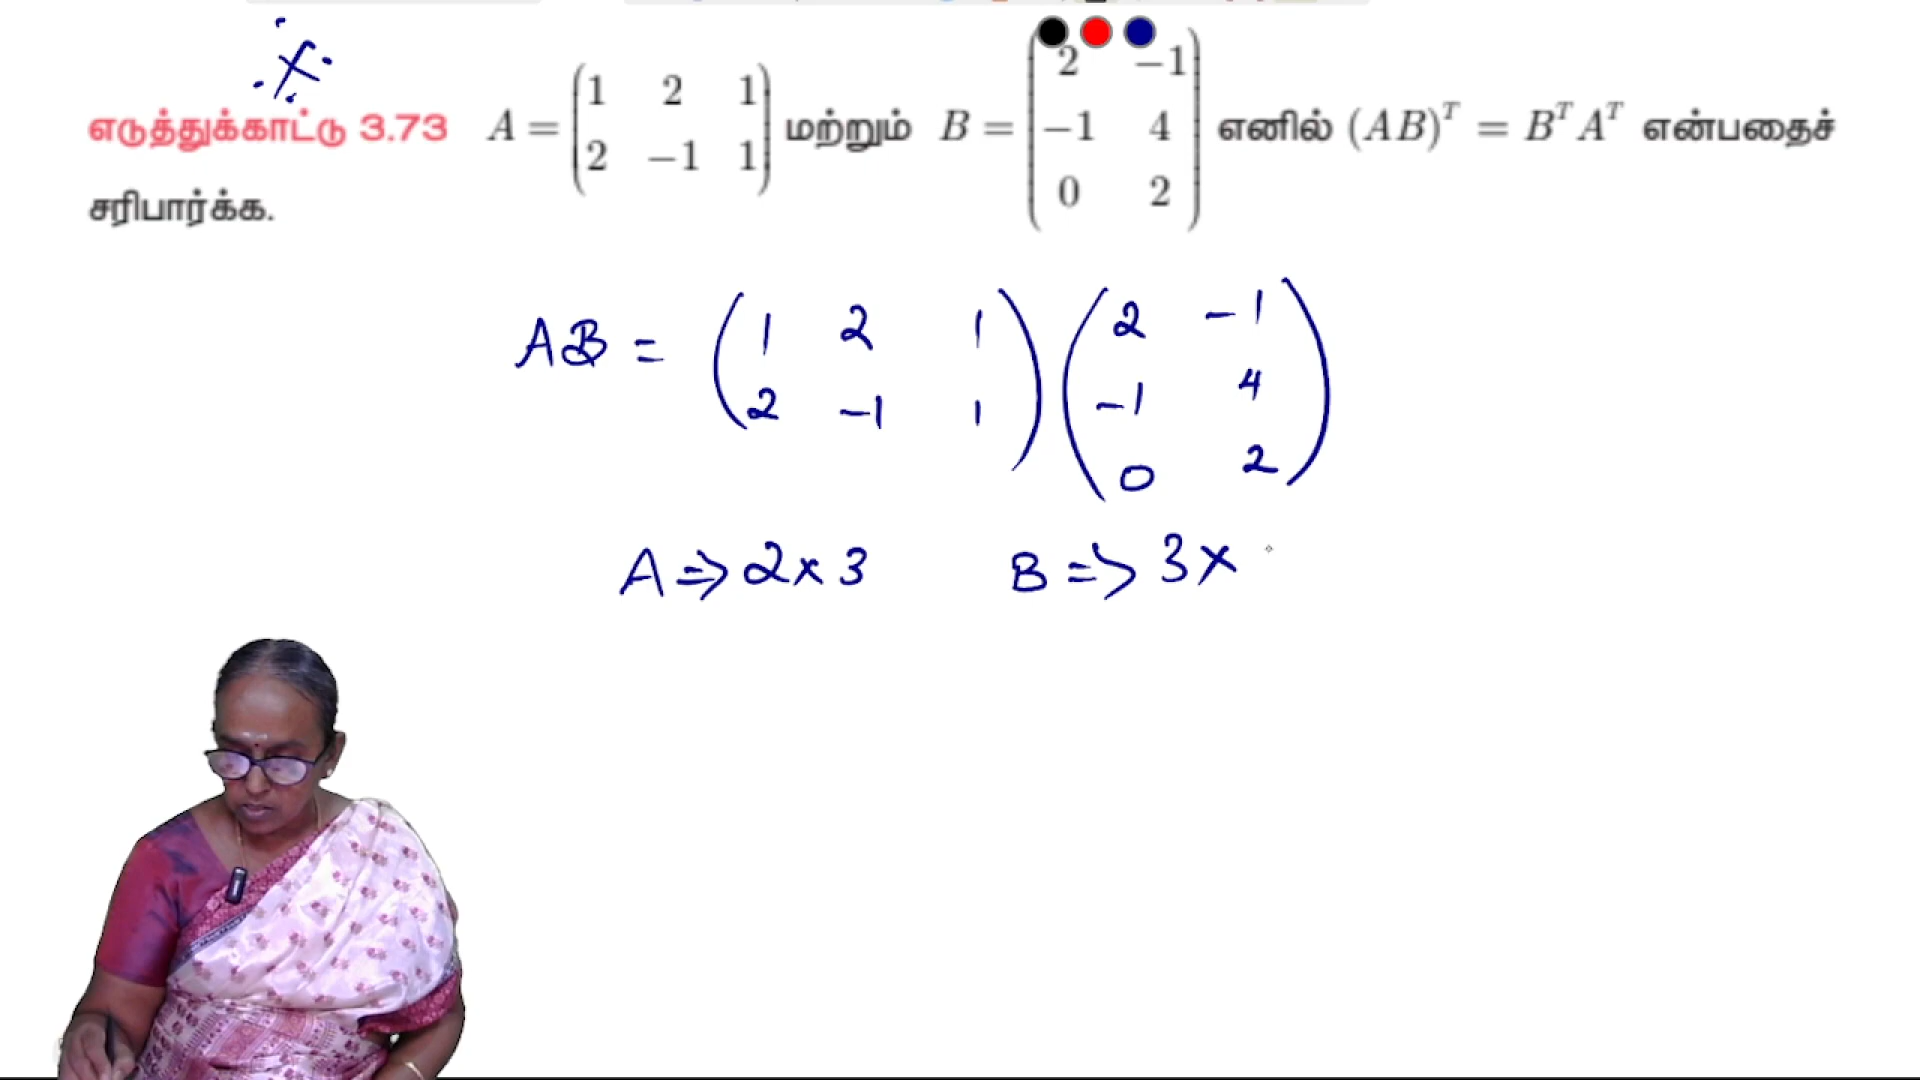 எடுத்துக்காட்டு 3.73 A = (1 2 1 / 2 −1 1) மற்றும் B = (2 −1 / −1 4 / 0 2) எனில் (AB)ᵀ = BᵀAᵀ என்பதைச்
சரிபார்க்க.
AB = (1 2 1 / 2 −1 1) (2 −1 / −1 4 / 0 2)
A => 2 x 3 B => 3 x